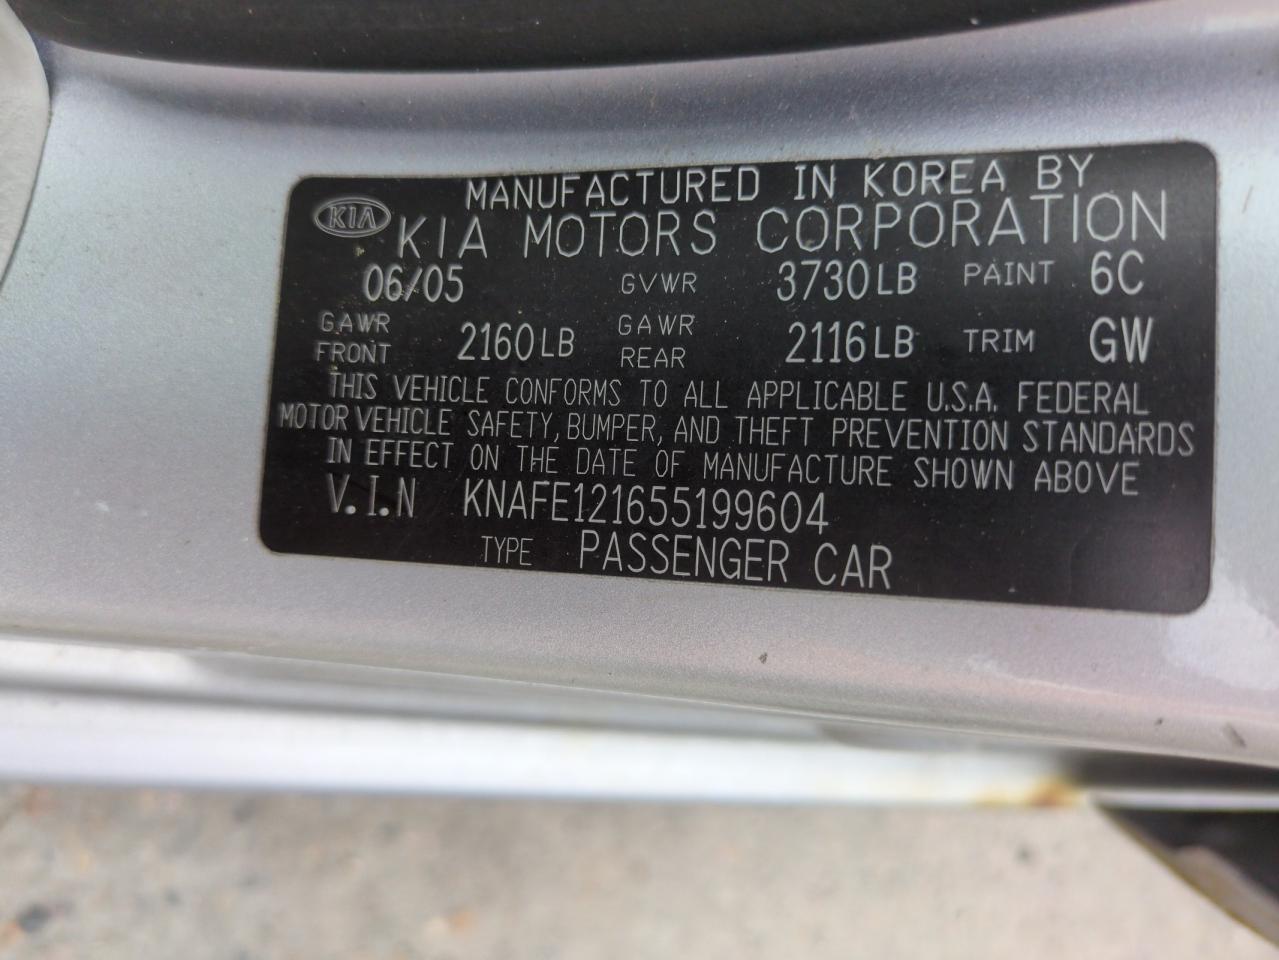 MANUFACTURED IN KOREA BY
KIA KIA MOTORS CORPORATION
06/05 GVWR 3730LB PAINT 6C
GAWR FRONT 2160LB GAWR REAR 2116LB TRIM GW
THIS VEHICLE CONFORMS TO ALL APPLICABLE U.S.A. FEDERAL
MOTOR VEHICLE SAFETY, BUMPER, AND THEFT PREVENTION STANDARDS
IN EFFECT ON THE DATE OF MANUFACTURE SHOWN ABOVE
V.I.N KNAFE121655199604
TYPE PASSENGER CAR